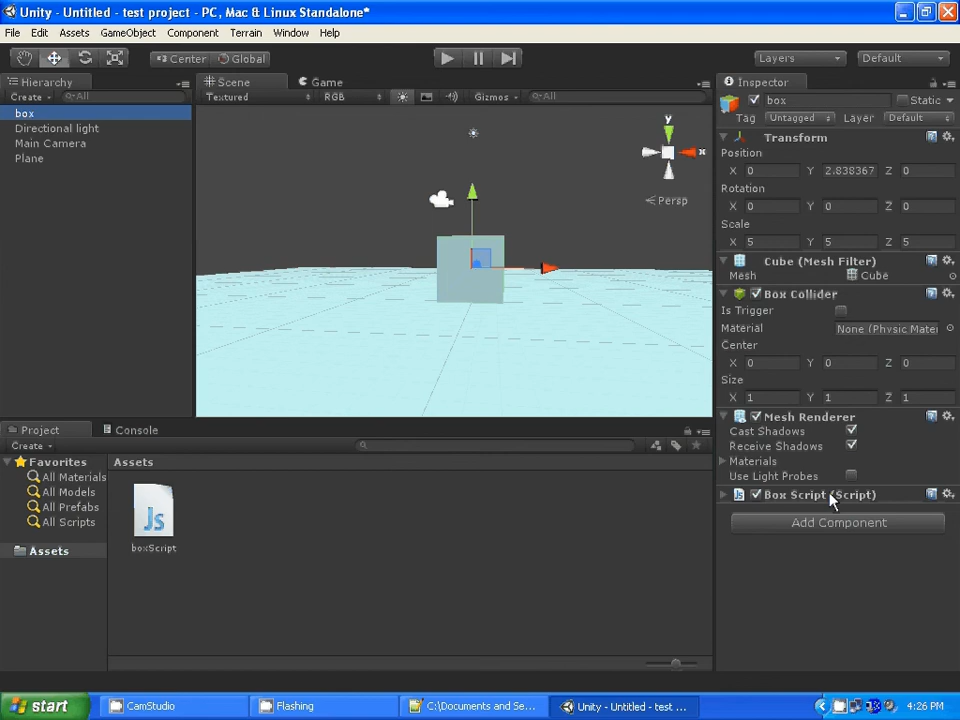 Unity - Untitled - test project - PC, Mac & Linux Standalone*
File Edit Assets GameObject Component Terrain Window Help
Center Global Layers Default
Hierarchy
Create All
box
Directional light
Main Camera
Plane
Scene Game
Textured RGB Gizmos All
y
x
Persp
Inspector
box Static
Tag Untagged Layer Default
Transform
Position
X 0 Y 2.838367 Z 0
Rotation
X 0 Y 0 Z 0
Scale
X 5 Y 5 Z 5
Cube (Mesh Filter)
Mesh Cube
Box Collider
Is Trigger
Material None (Physic Mater
Center
X 0 Y 0 Z 0
Size
X 1 Y 1 Z 1
Mesh Renderer
Cast Shadows
Receive Shadows
Materials
Use Light Probes
Js Box Script (Script)
Add Component
Project Console
Create
Favorites
All Materials
All Models
All Prefabs
All Scripts
Assets
Assets
Js
boxScript
start CamStudio Flashing C:\Documents and Se... Unity - Untitled - test ... 4:26 PM